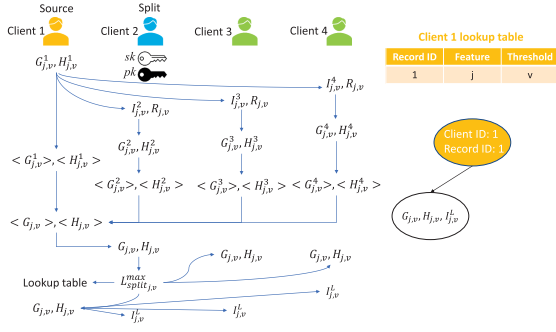 Source
Split
Client 1
Client 2
Client 3
Client 4
Client 1 lookup table
Record ID Feature Threshold
1 j v
sk
pk
G^1_{j,v}, H^1_{j,v}
I^2_{j,v}, R_{j,v}
I^3_{j,v}, R_{j,v}
I^4_{j,v}, R_{j,v}
G^2_{j,v}, H^2_{j,v}
G^3_{j,v}, H^3_{j,v}
G^4_{j,v}, H^4_{j,v}
Client ID: 1
Record ID: 1
< G^1_{j,v} >, < H^1_{j,v} >
< G^2_{j,v} >, < H^2_{j,v} >
< G^3_{j,v} >, < H^3_{j,v} >
< G^4_{j,v} >, < H^4_{j,v} >
G_{j,v}, H_{j,v}, I^L_{j,v}
< G_{j,v} >, < H_{j,v} >
G_{j,v}, H_{j,v}
G_{j,v}, H_{j,v}
G_{j,v}, H_{j,v}
Lookup table
L^{max}_{split_{j,v}}
G_{j,v}, H_{j,v}
I^L_{j,v}
I^L_{j,v}
I^L_{j,v}